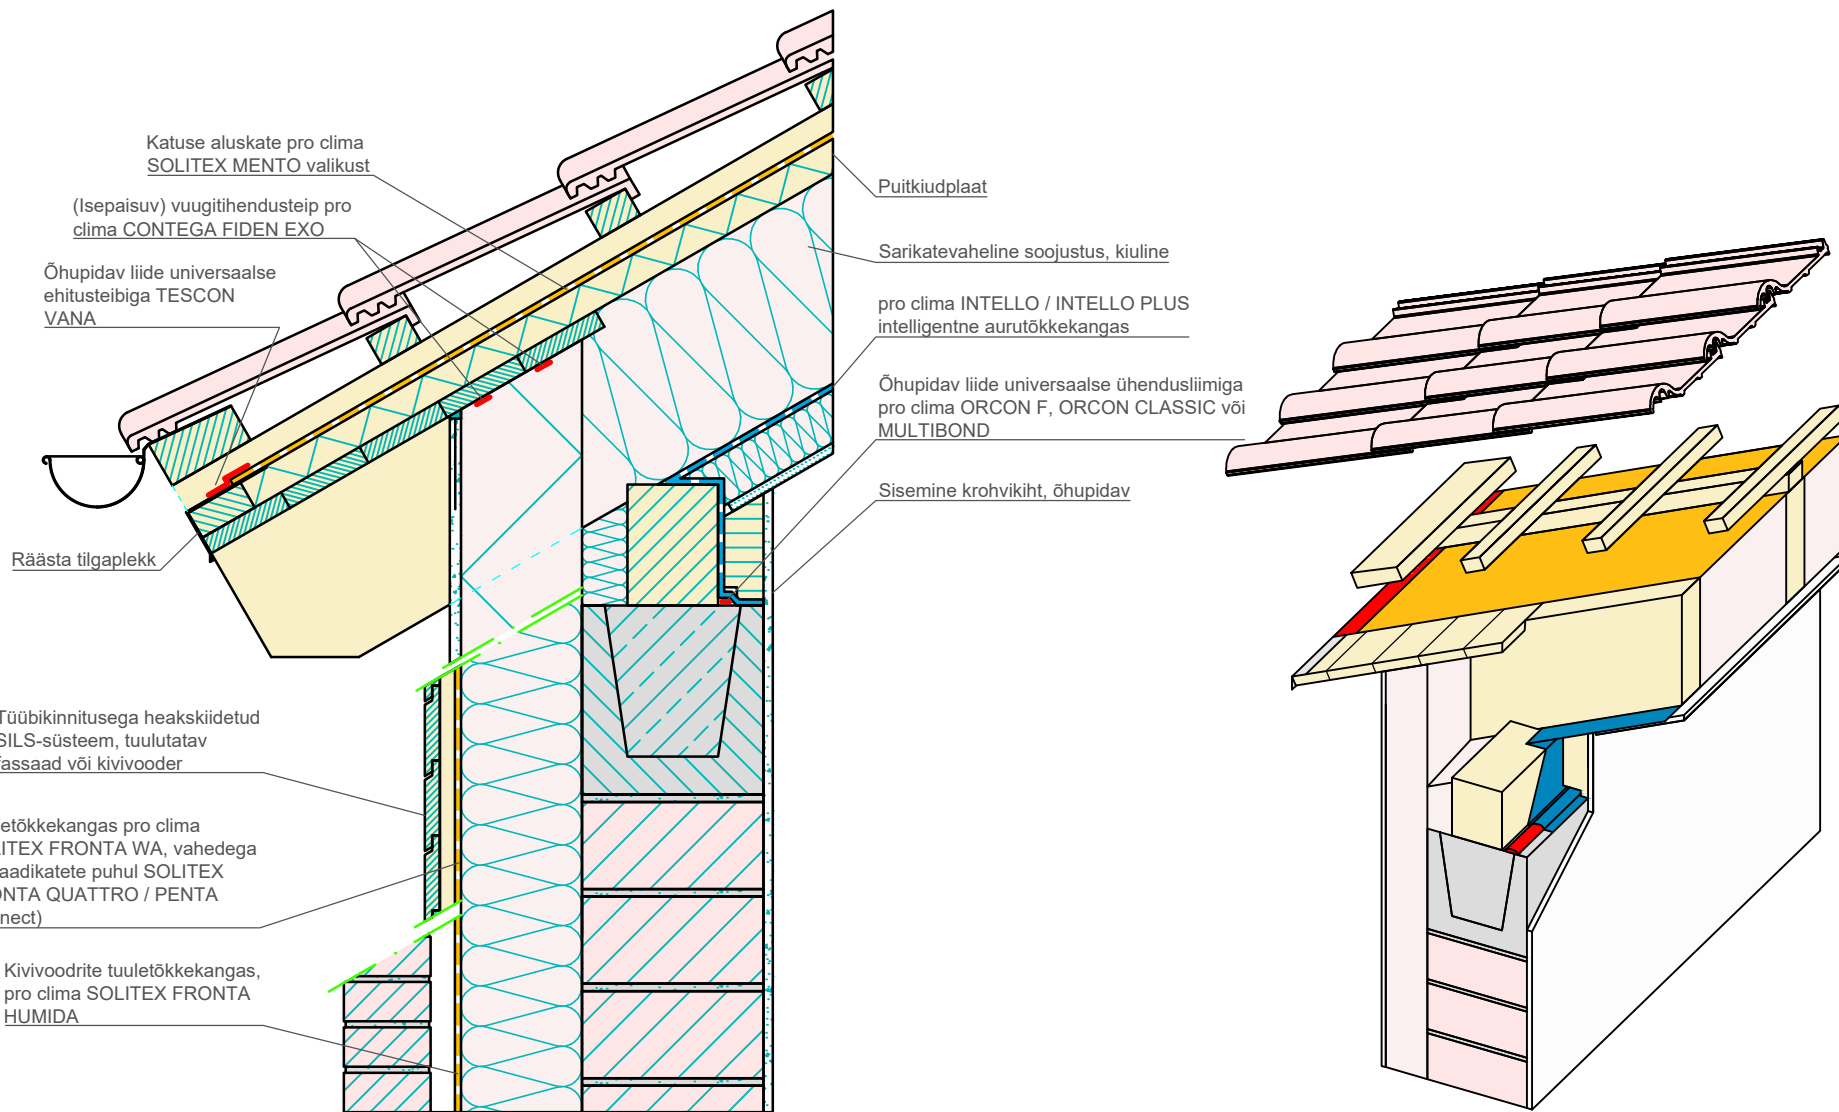 Katuse aluskate pro clima
SOLITEX MENTO valikust
(Isepaisuv) vuugitihendusteip pro
clima CONTEGA FIDEN EXO
Õhupidav liide universaalse
ehitusteibiga TESCON
VANA
Räästa tilgaplekk
Tüübikinnitusega heakskiidetud
SILS-süsteem, tuulutatav
fassaad või kivivooder
etõkkekangas pro clima
LITEX FRONTA WA, vahedega
aadikatete puhul SOLITEX
ONTA QUATTRO / PENTA
nect)
Kivivoodrite tuuletõkkekangas,
pro clima SOLITEX FRONTA
HUMIDA
Puitkiudplaat
Sarikatevaheline soojustus, kiuline
pro clima INTELLO / INTELLO PLUS
intelligentne aurutõkkekangas
Õhupidav liide universaalse ühendusliimiga
pro clima ORCON F, ORCON CLASSIC või
MULTIBOND
Sisemine krohvikiht, õhupidav